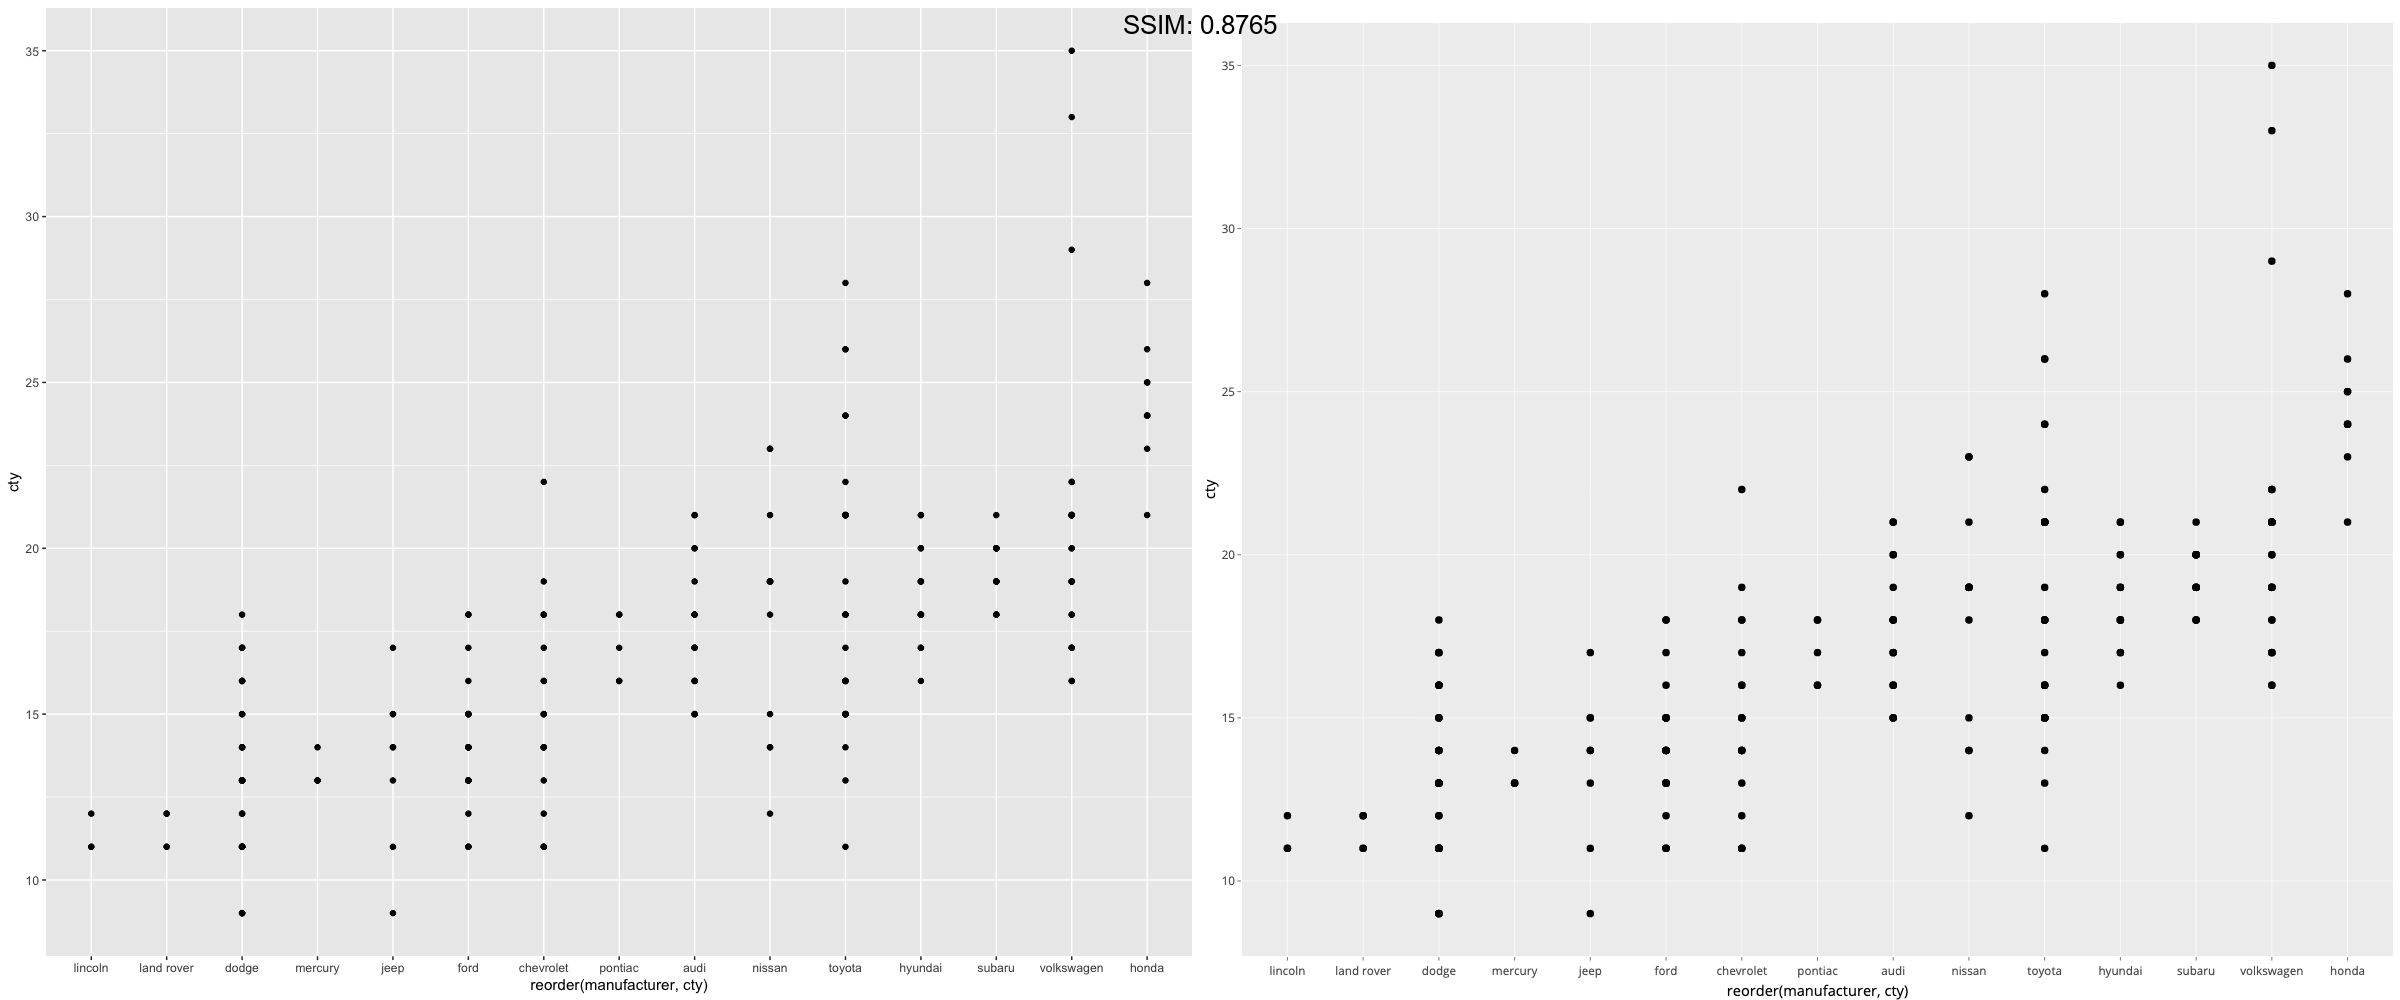 SSIM: 0.8765
35
30
25
20
15
10
cty
lincoln land rover dodge mercury jeep ford chevrolet pontiac audi nissan toyota hyundai subaru volkswagen honda
reorder(manufacturer, cty)
35
30
25
20
15
10
cty
lincoln land rover dodge mercury jeep ford chevrolet pontiac audi nissan toyota hyundai subaru volkswagen honda
reorder(manufacturer, cty)